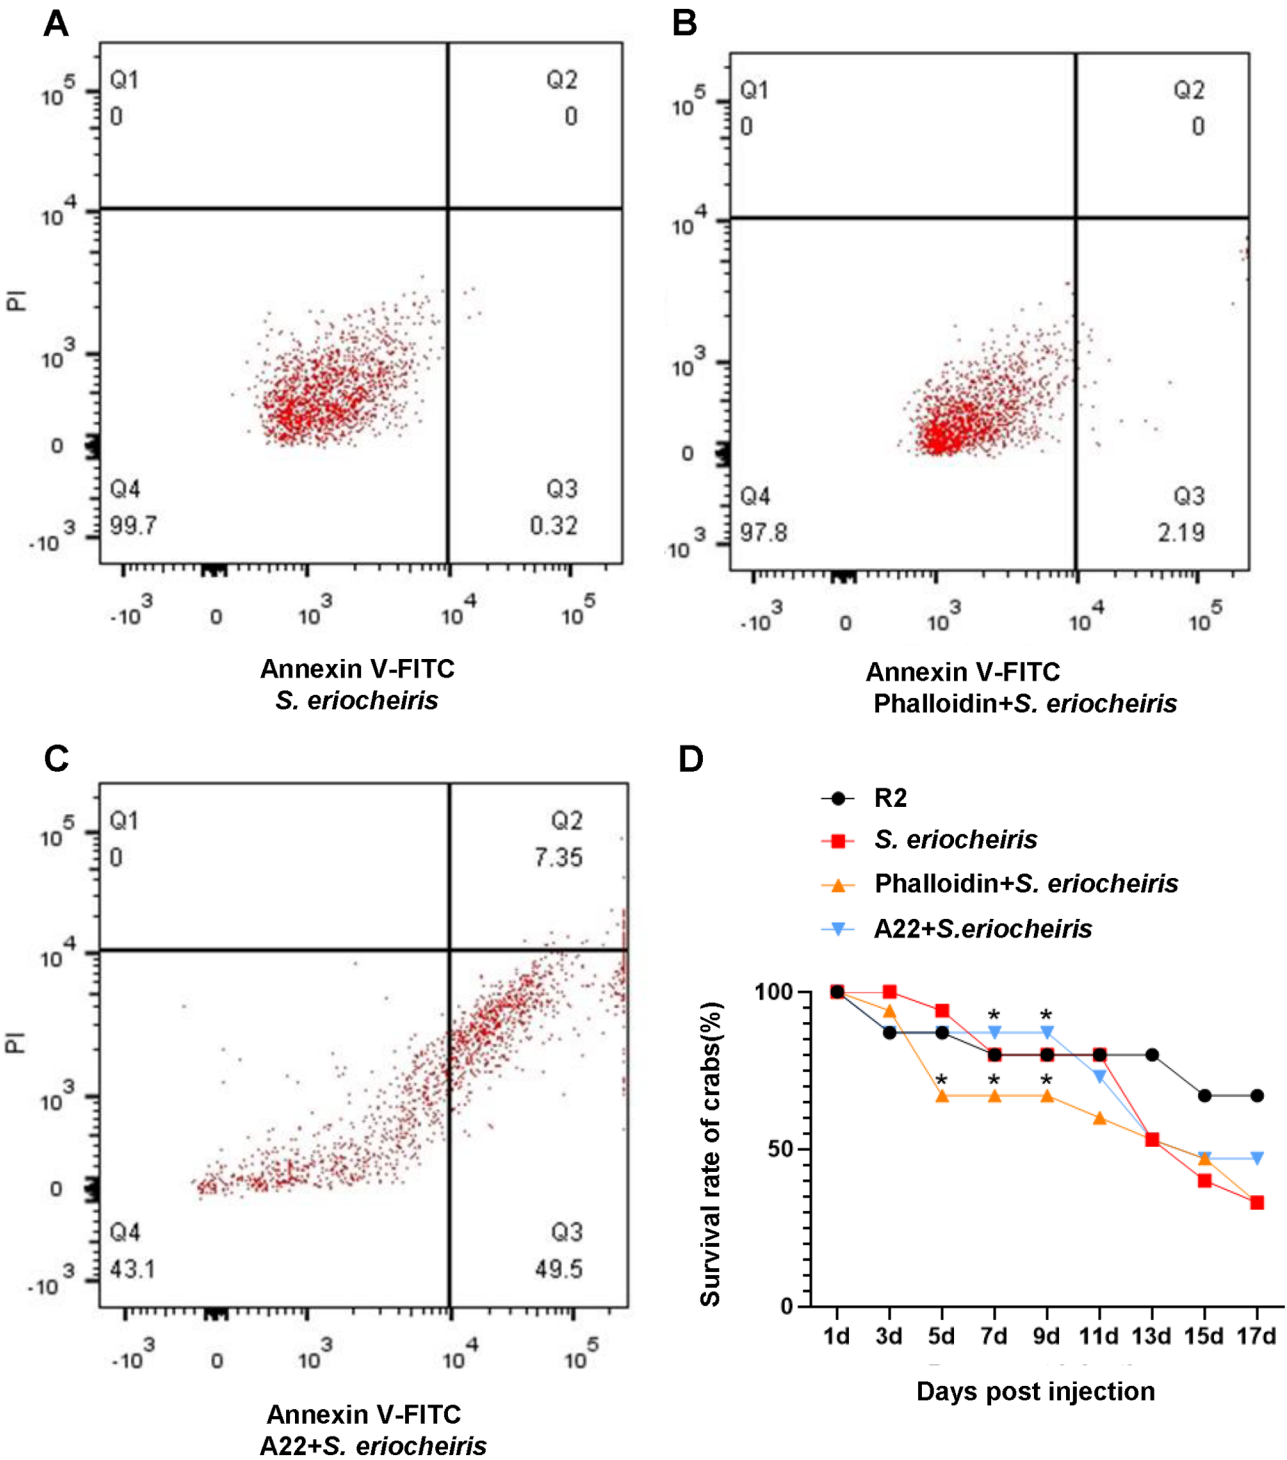 A
Q1
0
Q2
0
Q4
99.7
Q3
0.32
PI
10^5
10^4
10^3
0
-10^3
-10^3
0
10^3
10^4
10^5
Annexin V-FITC
S. eriocheiris
B
Q1
0
Q2
0
Q4
97.8
Q3
2.19
10^5
10^4
10^3
0
-10^3
-10^3
0
10^3
10^4
10^5
Annexin V-FITC
Phalloidin+S. eriocheiris
C
Q1
0
Q2
7.35
Q4
43.1
Q3
49.5
PI
10^5
10^4
10^3
0
-10^3
-10^3
0
10^3
10^4
10^5
Annexin V-FITC
A22+S. eriocheiris
D
R2
S. eriocheiris
Phalloidin+S. eriocheiris
A22+S.eriocheiris
Survival rate of crabs(%)
100
50
0
* *
* * *
1d 3d 5d 7d 9d 11d 13d 15d 17d
Days post injection